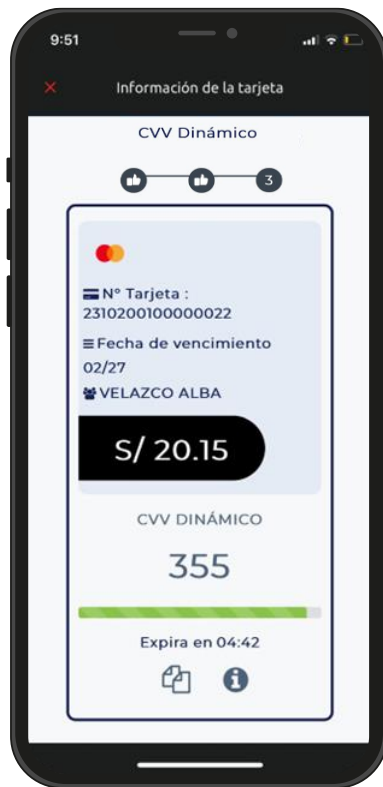 9:51
Información de la tarjeta
CVV Dinámico
3
N° Tarjeta :
2310200100000022
Fecha de vencimiento
02/27
VELAZCO ALBA
S/ 20.15
CVV DINÁMICO
355
Expira en 04:42